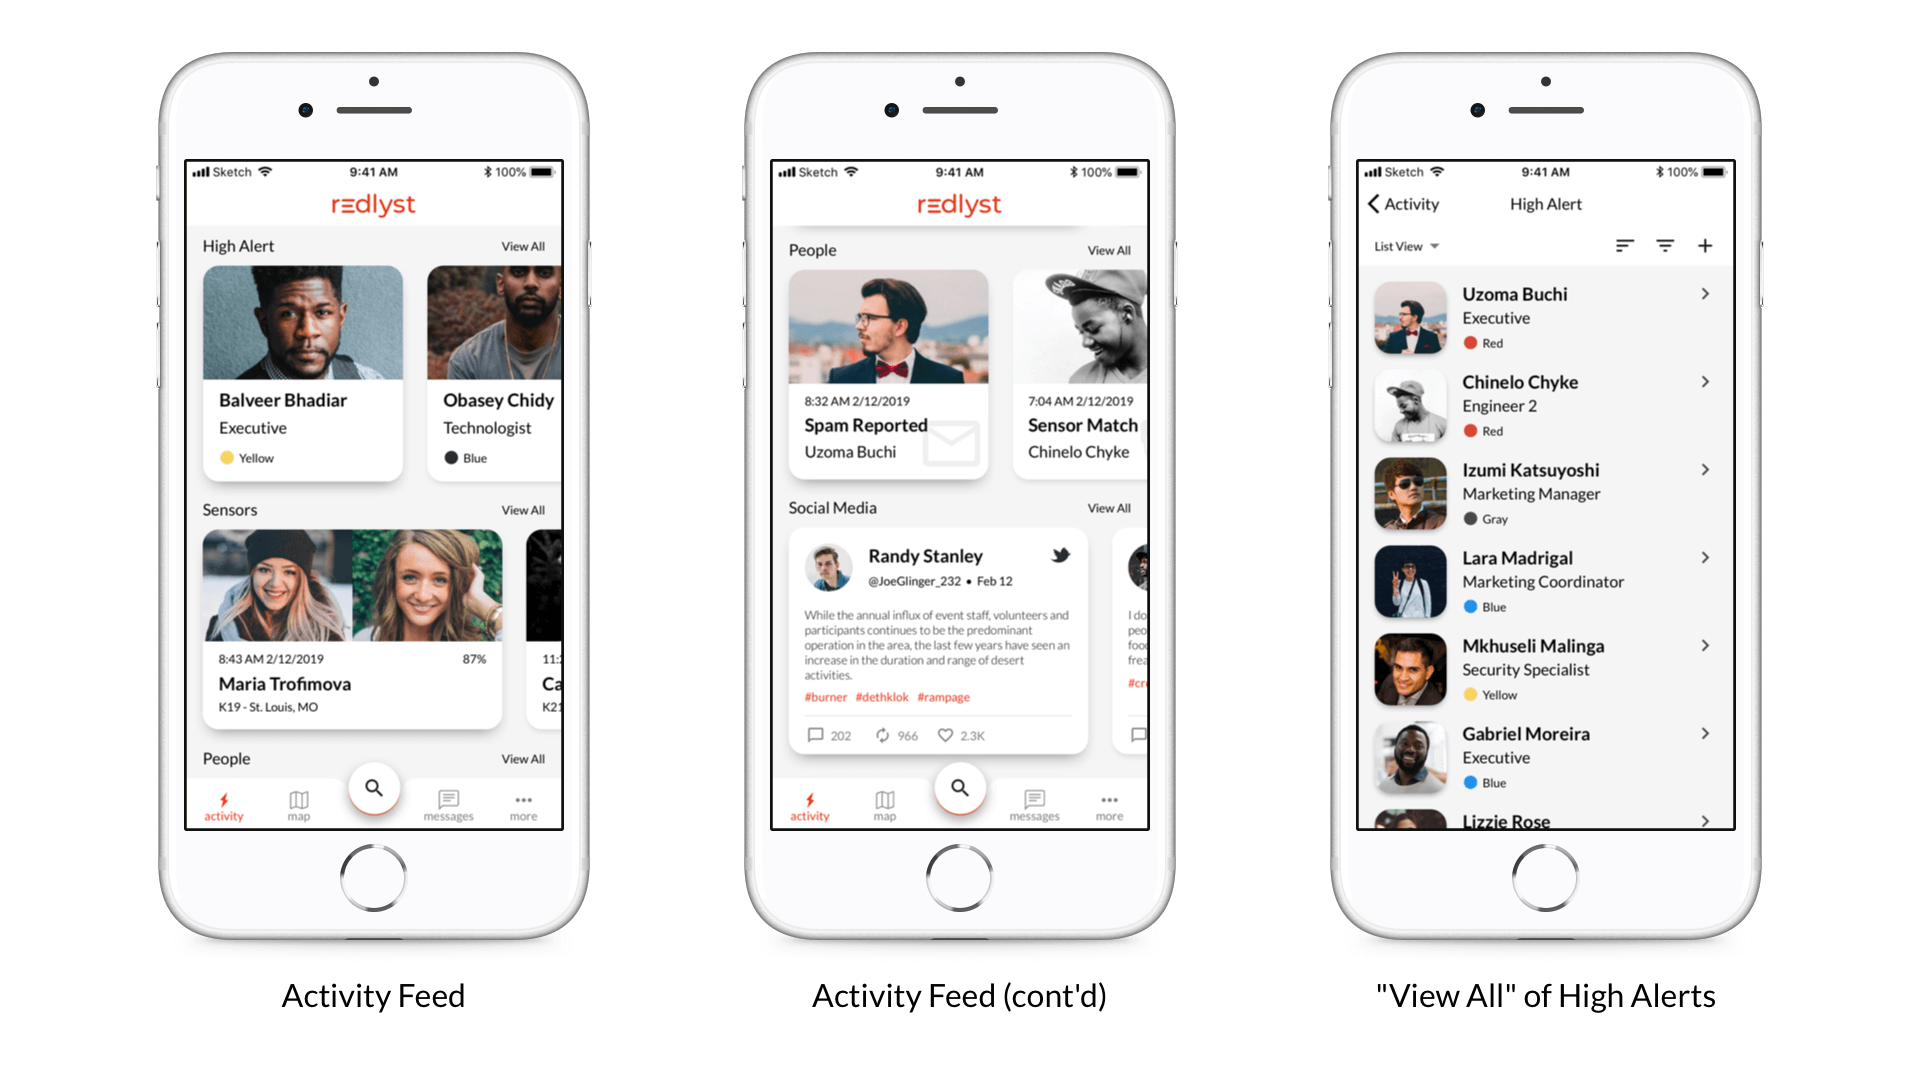 Sketch 9:41 AM 100%
redlyst
High Alert View All
Balveer Bhadiar
Executive
Yellow
Obasey Chidy
Technologist
Blue
Sensors View All
8:43 AM 2/12/2019 87%
Maria Trofimova
K19 - St. Louis, MO
11:
Ca
K21
People View All
activity map messages more
Activity Feed
Sketch 9:41 AM 100%
redlyst
People View All
8:32 AM 2/12/2019
Spam Reported
Uzoma Buchi
7:04 AM 2/12/2019
Sensor Match
Chinelo Chyke
Social Media View All
Randy Stanley
@JoeGlinger_232 • Feb 12
While the annual influx of event staff, volunteers and
participants continues to be the predominant
operation in the area, the last few years have seen an
increase in the duration and range of desert
activities.
#burner #dethklok #rampage
202 966 2.3K
I do
peo
food
frea
#cr
activity map messages more
Activity Feed (cont'd)
Sketch 9:41 AM 100%
Activity High Alert
List View
Uzoma Buchi
Executive
Red
Chinelo Chyke
Engineer 2
Red
Izumi Katsuyoshi
Marketing Manager
Gray
Lara Madrigal
Marketing Coordinator
Blue
Mkhuseli Malinga
Security Specialist
Yellow
Gabriel Moreira
Executive
Blue
Lizzie Rose
"View All" of High Alerts